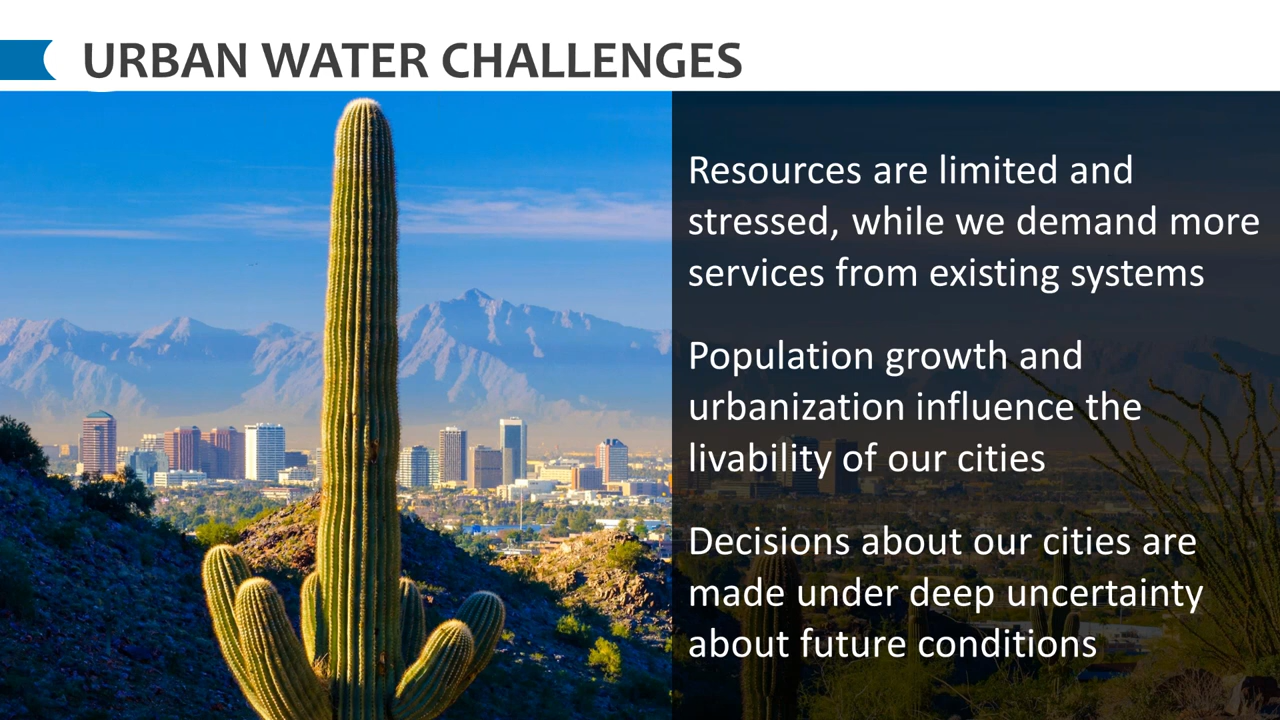 URBAN WATER CHALLENGES
Resources are limited and
stressed, while we demand more
services from existing systems
Population growth and
urbanization influence the
livability of our cities
Decisions about our cities are
made under deep uncertainty
about future conditions